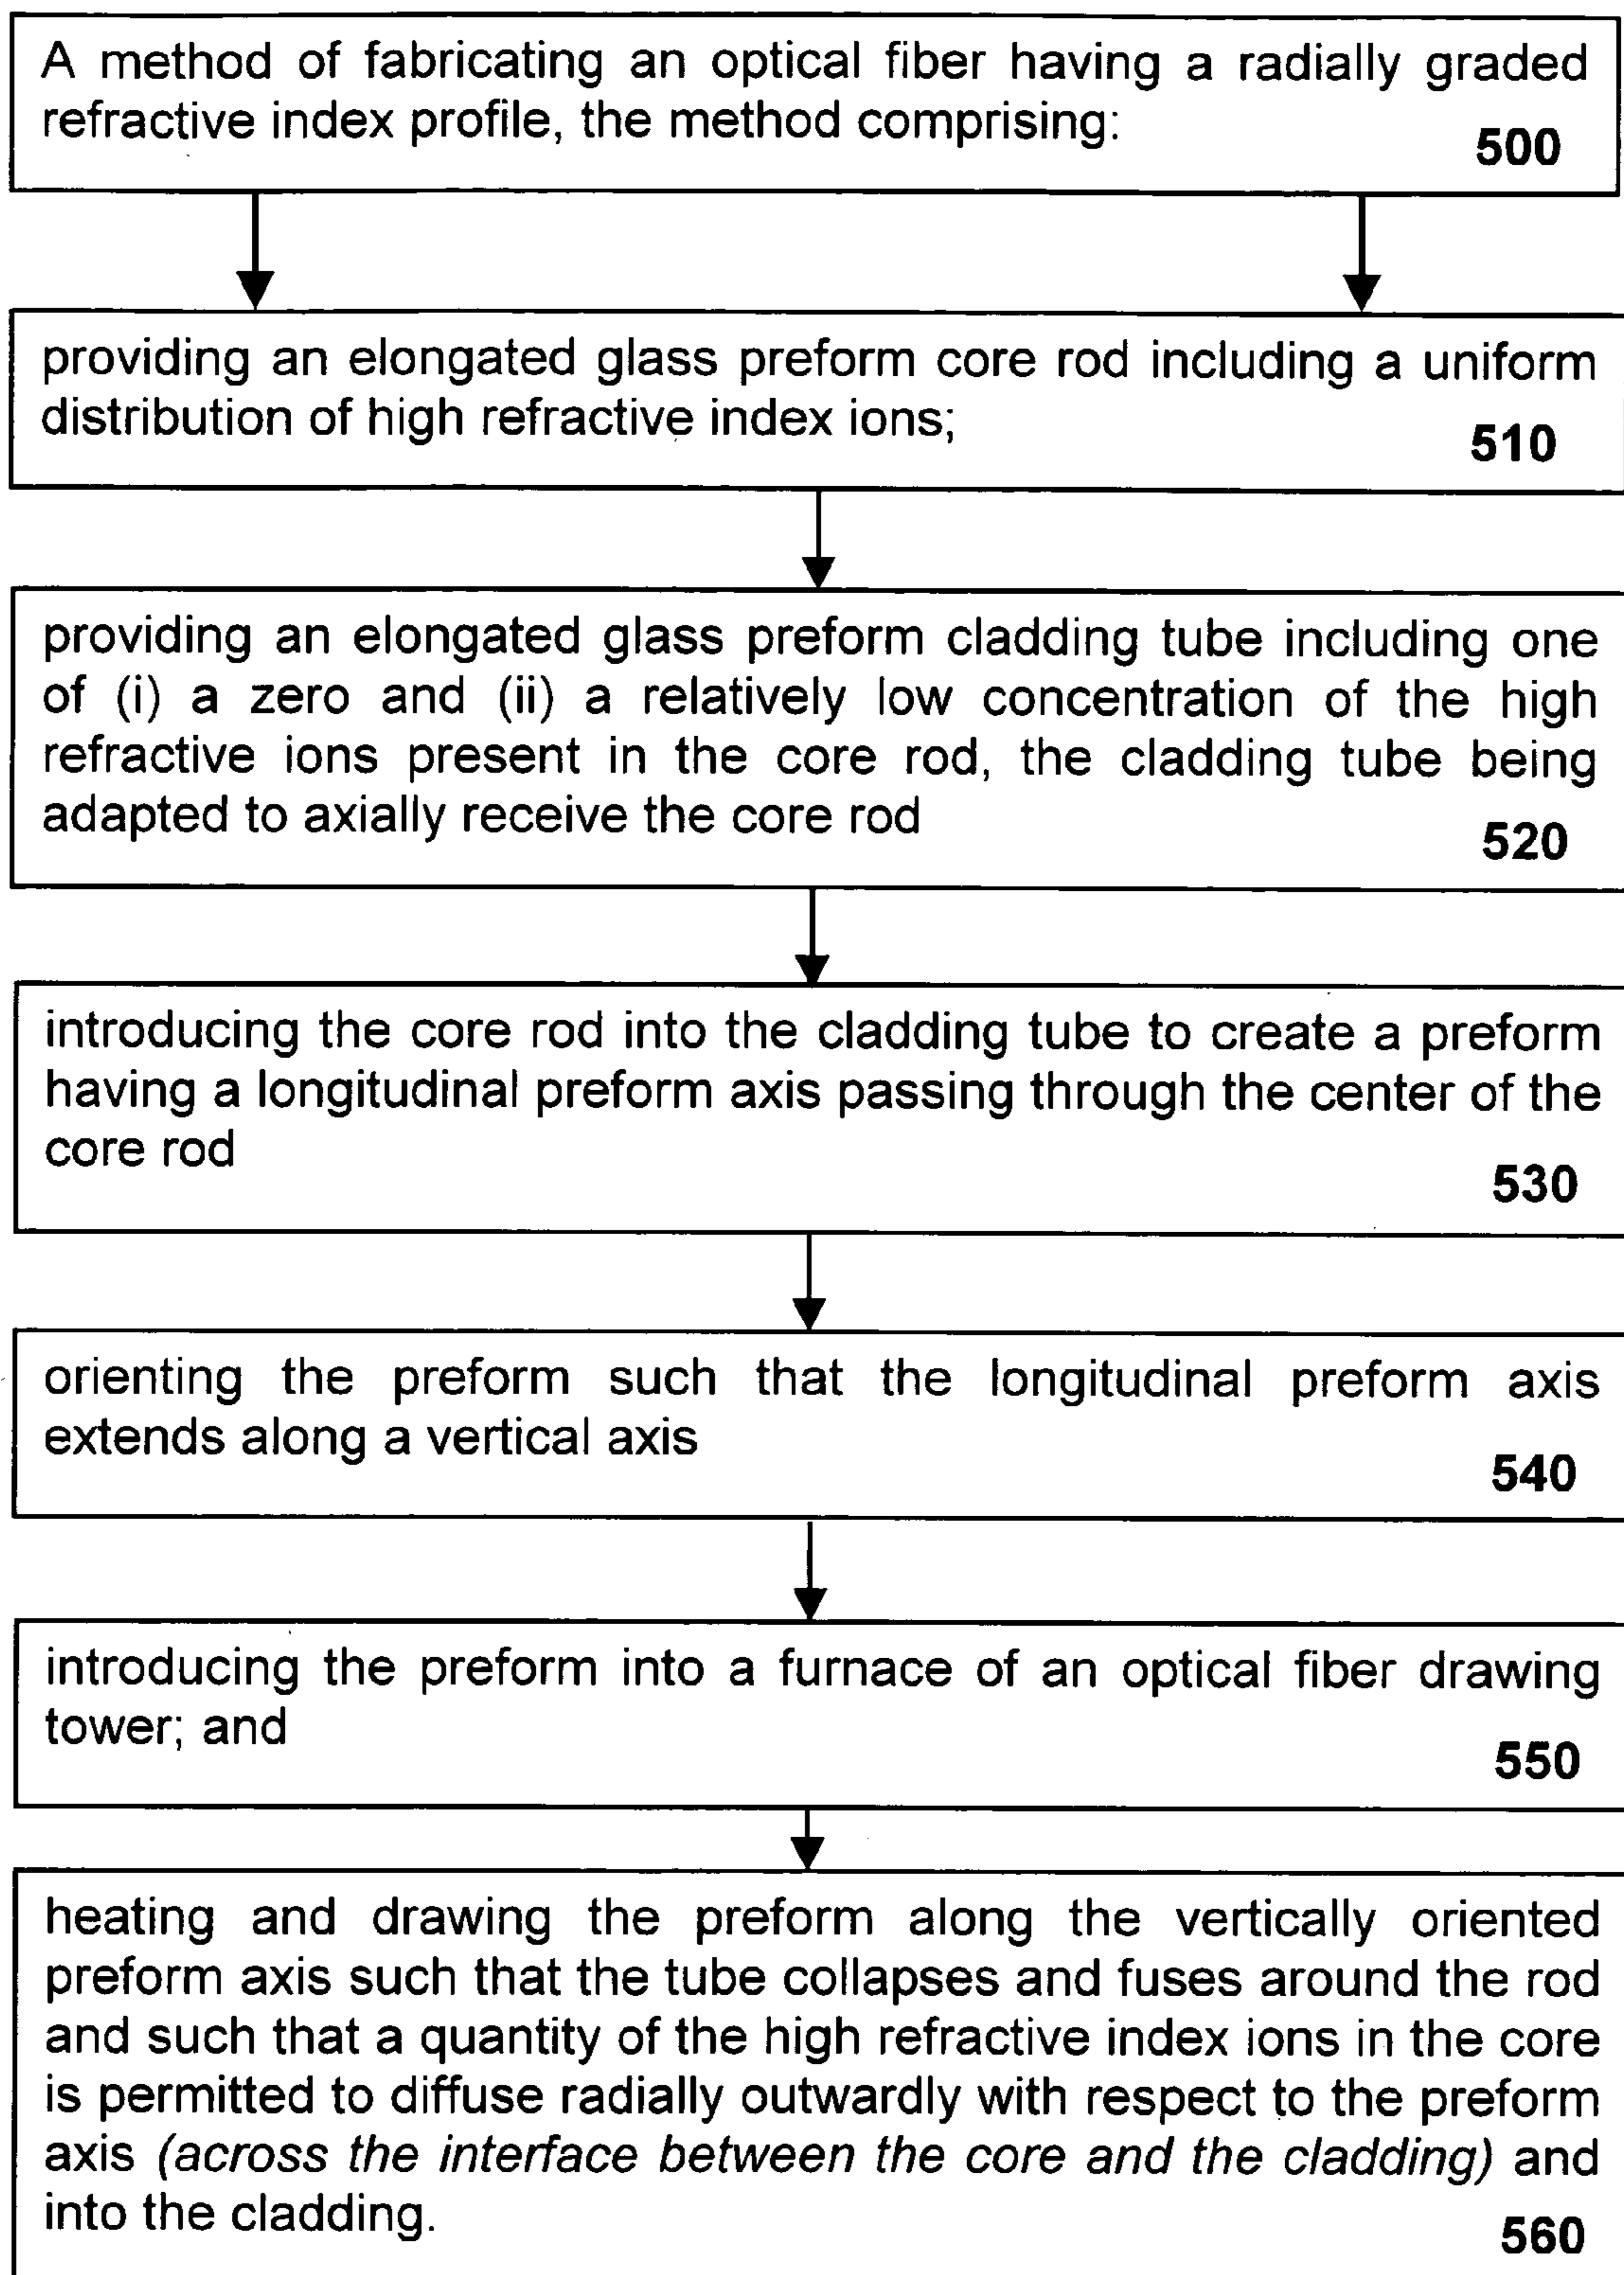 A method of fabricating an optical fiber having a radially graded
refractive index profile, the method comprising:
500
providing an elongated glass preform core rod including a uniform
distribution of high refractive index ions;
510
providing an elongated glass preform cladding tube including one
of (i) a zero and (ii) a relatively low concentration of the high
refractive ions present in the core rod, the cladding tube being
adapted to axially receive the core rod
520
introducing the core rod into the cladding tube to create a preform
having a longitudinal preform axis passing through the center of the
core rod
530
orienting the preform such that the longitudinal preform axis
extends along a vertical axis
540
introducing the preform into a furnace of an optical fiber drawing
tower; and
550
heating and drawing the preform along the vertically oriented
preform axis such that the tube collapses and fuses around the rod
and such that a quantity of the high refractive index ions in the core
is permitted to diffuse radially outwardly with respect to the preform
axis (across the interface between the core and the cladding) and
into the cladding.
560